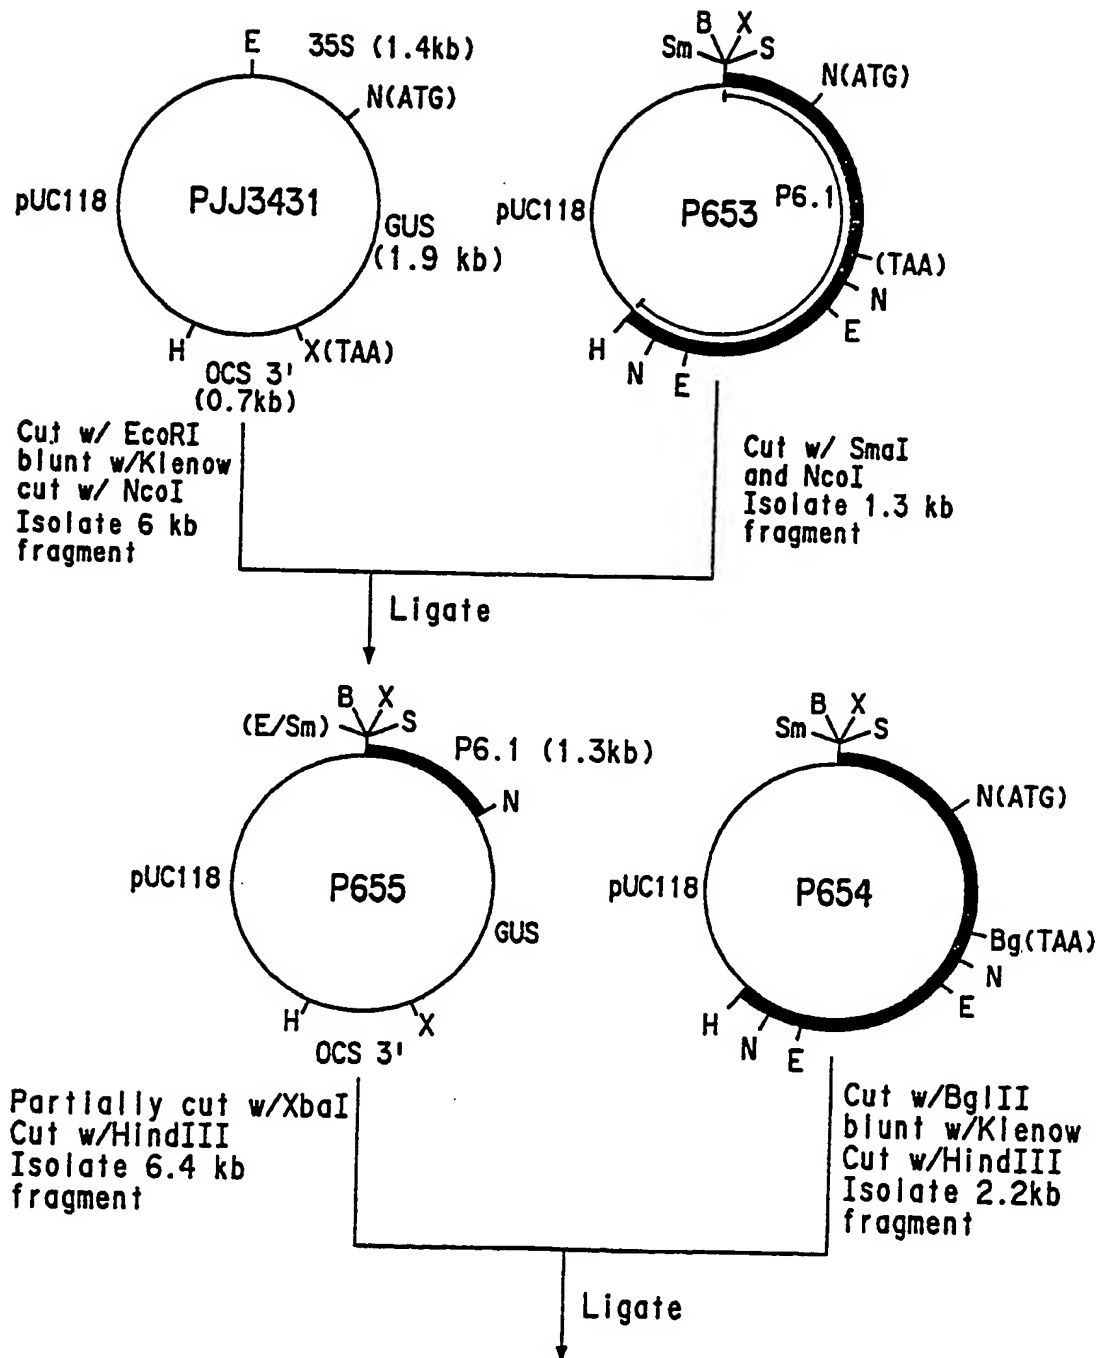 E
35S (1.4kb)
N(ATG)
pUC118
PJJ3431
GUS
(1.9 kb)
H
X(TAA)
OCS 3'
(0.7kb)
B
X
Sm
S
N(ATG)
pUC118
P653
P6.1
(TAA)
N
E
H
N
E
Cut w/ EcoRI
blunt w/Klenow
cut w/ NcoI
Isolate 6 kb
fragment
Cut w/ SmaI
and NcoI
Isolate 1.3 kb
fragment
Ligate
B
X
(E/Sm)
S
P6.1 (1.3kb)
N
pUC118
P655
GUS
H
X
OCS 3'
B
X
Sm
S
N(ATG)
pUC118
P654
Bg(TAA)
N
E
H
N
E
Partially cut w/XbaI
Cut w/HindIII
Isolate 6.4 kb
fragment
Cut w/BglII
blunt w/Klenow
Cut w/HindIII
Isolate 2.2kb
fragment
Ligate